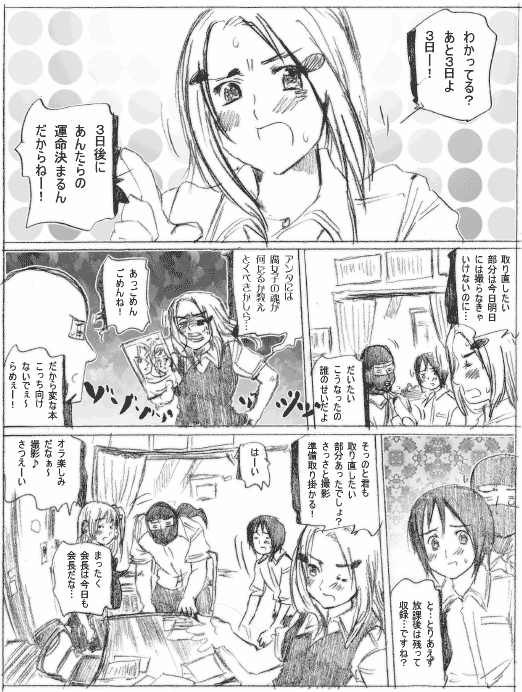 わかってる?
あと3日よ
3日ー!
3日後に
あんたらの
運命決まるん
だからねー!
取り直したい
部分は今日明日
には撮らなきゃ
いけないのに…
だいたい
こうなったの
誰のせいだよ
アンタには
腐女子の魂が
何たるか教え
とくべきかしら…
あっごめん
ごめんね!
だから変な本
こっち向け
ないでぇ〜
らめぇー!
と…とりあえず
放課後は残って
収録…ですね?
そっのと君も
取り直したい
部分あったでしょ?
さっさと撮影
準備取り掛かる!
はーい
まったく
会長は今日も
会長だな…
オラ楽しみ
だなぁ〜
撮影♪
さつえーい